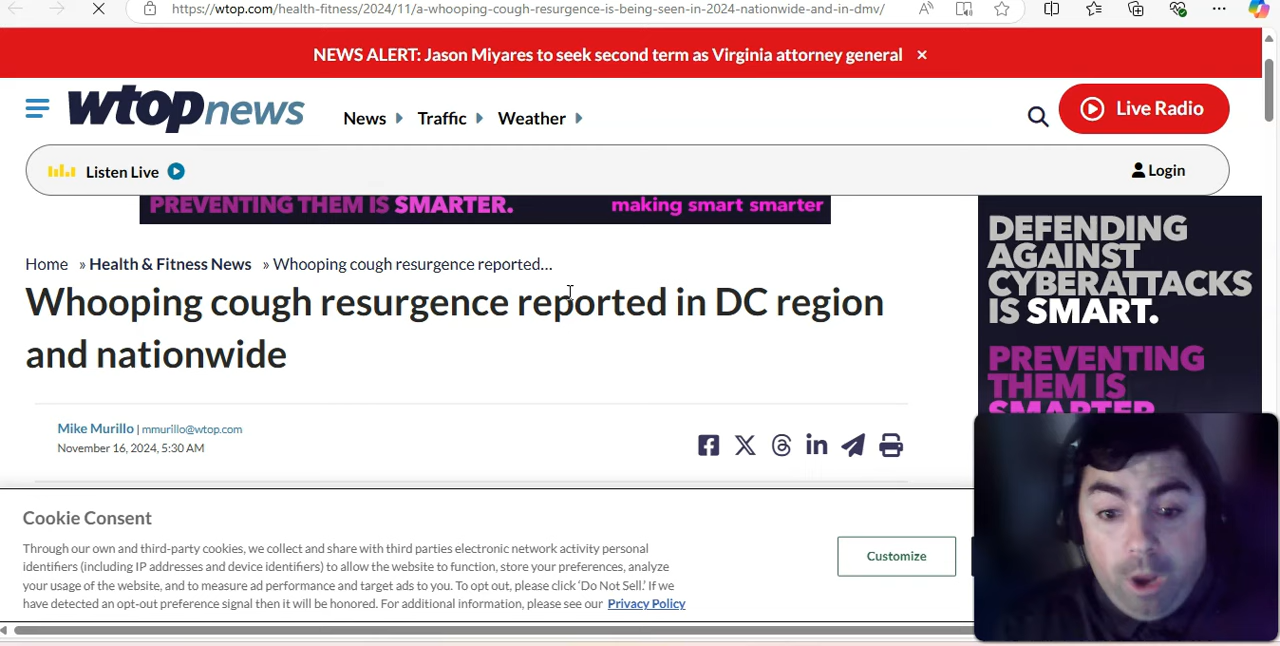 https://wtop.com/health-fitness/2024/11/a-whooping-cough-resurgence-is-being-seen-in-2024-nationwide-and-in-dmv/
NEWS ALERT: Jason Miyares to seek second term as Virginia attorney general ×
wtopnews
News
Traffic
Weather
Live Radio
Listen Live
Login
PREVENTING THEM IS SMARTER.
making smart smarter
DEFENDING
AGAINST
CYBERATTACKS
IS SMART.
PREVENTING
THEM IS
SMARTER
Home » Health & Fitness News » Whooping cough resurgence reported...
Whooping cough resurgence reported in DC region
and nationwide
Mike Murillo | mmurillo@wtop.com
November 16, 2024, 5:30 AM
Cookie Consent
Through our own and third-party cookies, we collect and share with third parties electronic network activity personal
identifiers (including IP addresses and device identifiers) to allow the website to function, store your preferences, analyze
your usage of the website, and to measure ad performance and target ads to you. To opt out, please click 'Do Not Sell.' If we
have detected an opt-out preference signal then it will be honored. For additional information, please see our Privacy Policy
Customize